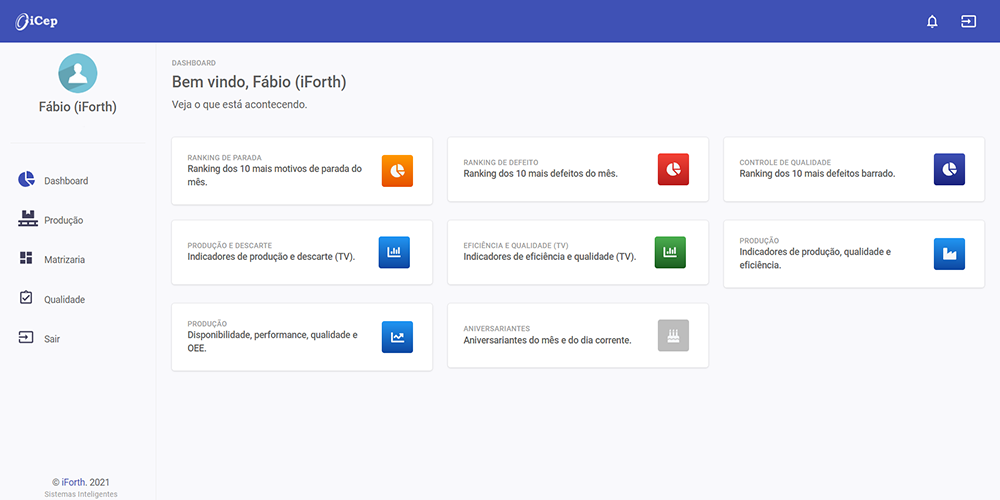 iCep
Fábio (iForth)
Dashboard
Produção
Matrizaria
Qualidade
Sair
© iForth. 2021
Sistemas Inteligentes
DASHBOARD
Bem vindo, Fábio (iForth)
Veja o que está acontecendo.
RANKING DE PARADA
Ranking dos 10 mais motivos de parada do
mês.
RANKING DE DEFEITO
Ranking dos 10 mais defeitos do mês.
CONTROLE DE QUALIDADE
Ranking dos 10 mais defeitos barrado.
PRODUÇÃO E DESCARTE
Indicadores de produção e descarte (TV).
EFICIÊNCIA E QUALIDADE (TV)
Indicadores de eficiência e qualidade (TV).
PRODUÇÃO
Indicadores de produção, qualidade e
eficiência.
PRODUÇÃO
Disponibilidade, performance, qualidade e
OEE.
ANIVERSARIANTES
Aniversariantes do mês e do dia corrente.